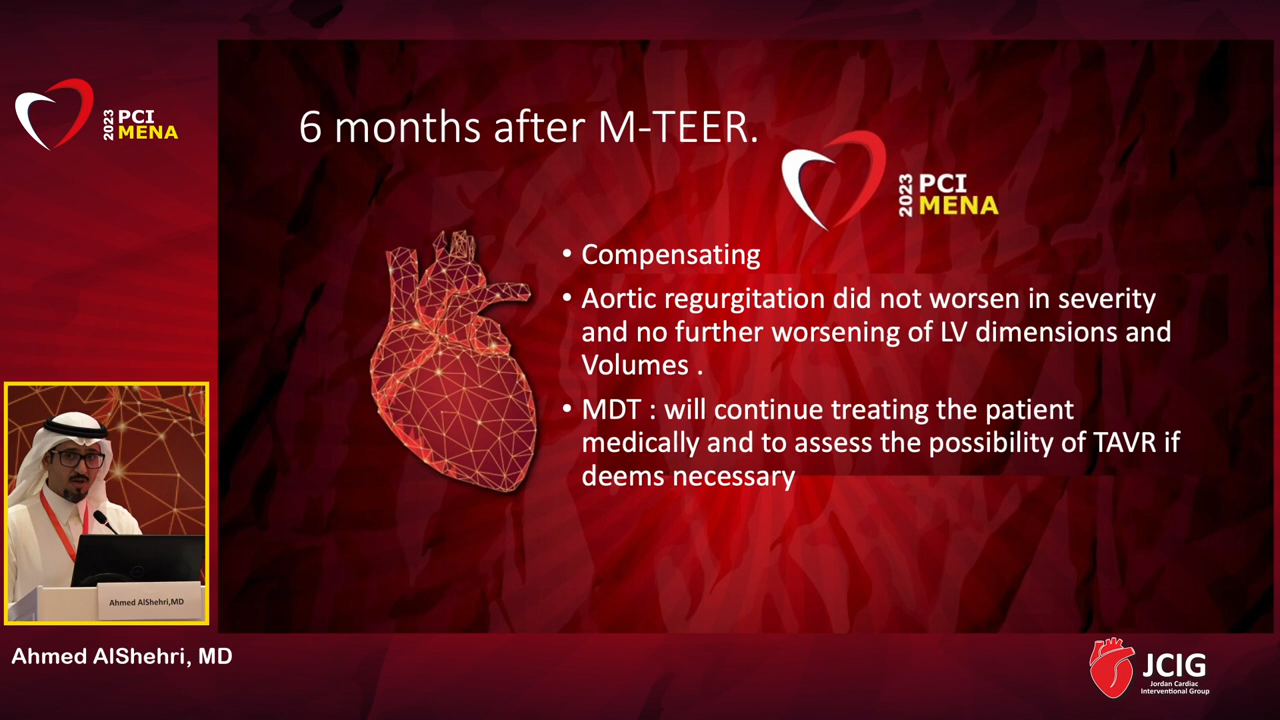 2023 PCI
MENA
6 months after M-TEER.
2023 PCI
MENA
• Compensating
• Aortic regurgitation did not worsen in severity
and no further worsening of LV dimensions and
Volumes .
• MDT : will continue treating the patient
medically and to assess the possibility of TAVR if
deems necessary
Ahmed AlShehri,MD
Ahmed AlShehri, MD
JCIG
Jordan Cardiac
Interventional Group